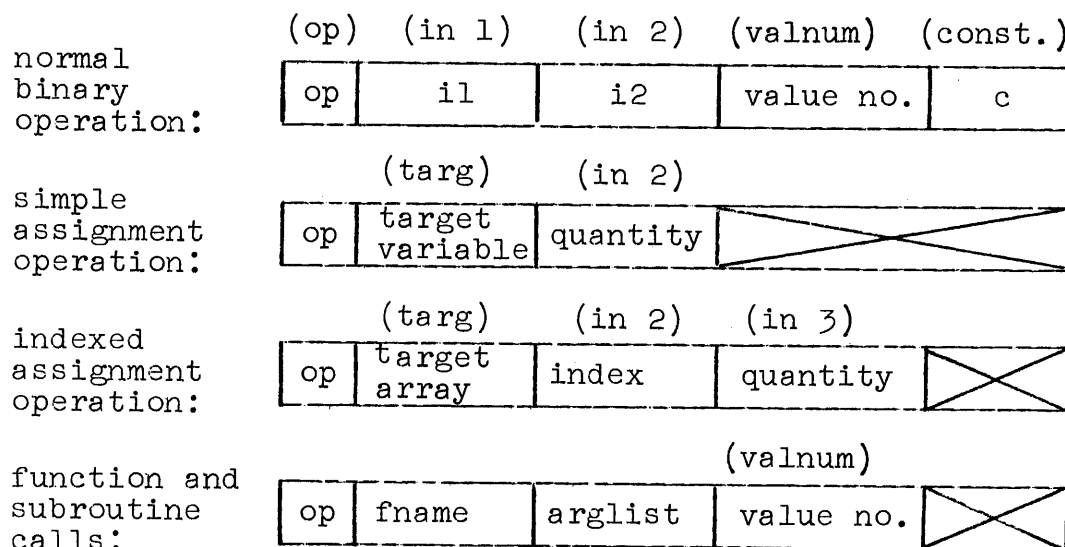 (op) (in 1) (in 2) (valnum) (const.)
normal
binary
operation:
op i1 i2 value no. c
(targ) (in 2)
simple
assignment
operation:
op target variable quantity
(targ) (in 2) (in 3)
indexed
assignment
operation:
op target array index quantity
(valnum)
function and
subroutine
calls:
op fname arglist value no.